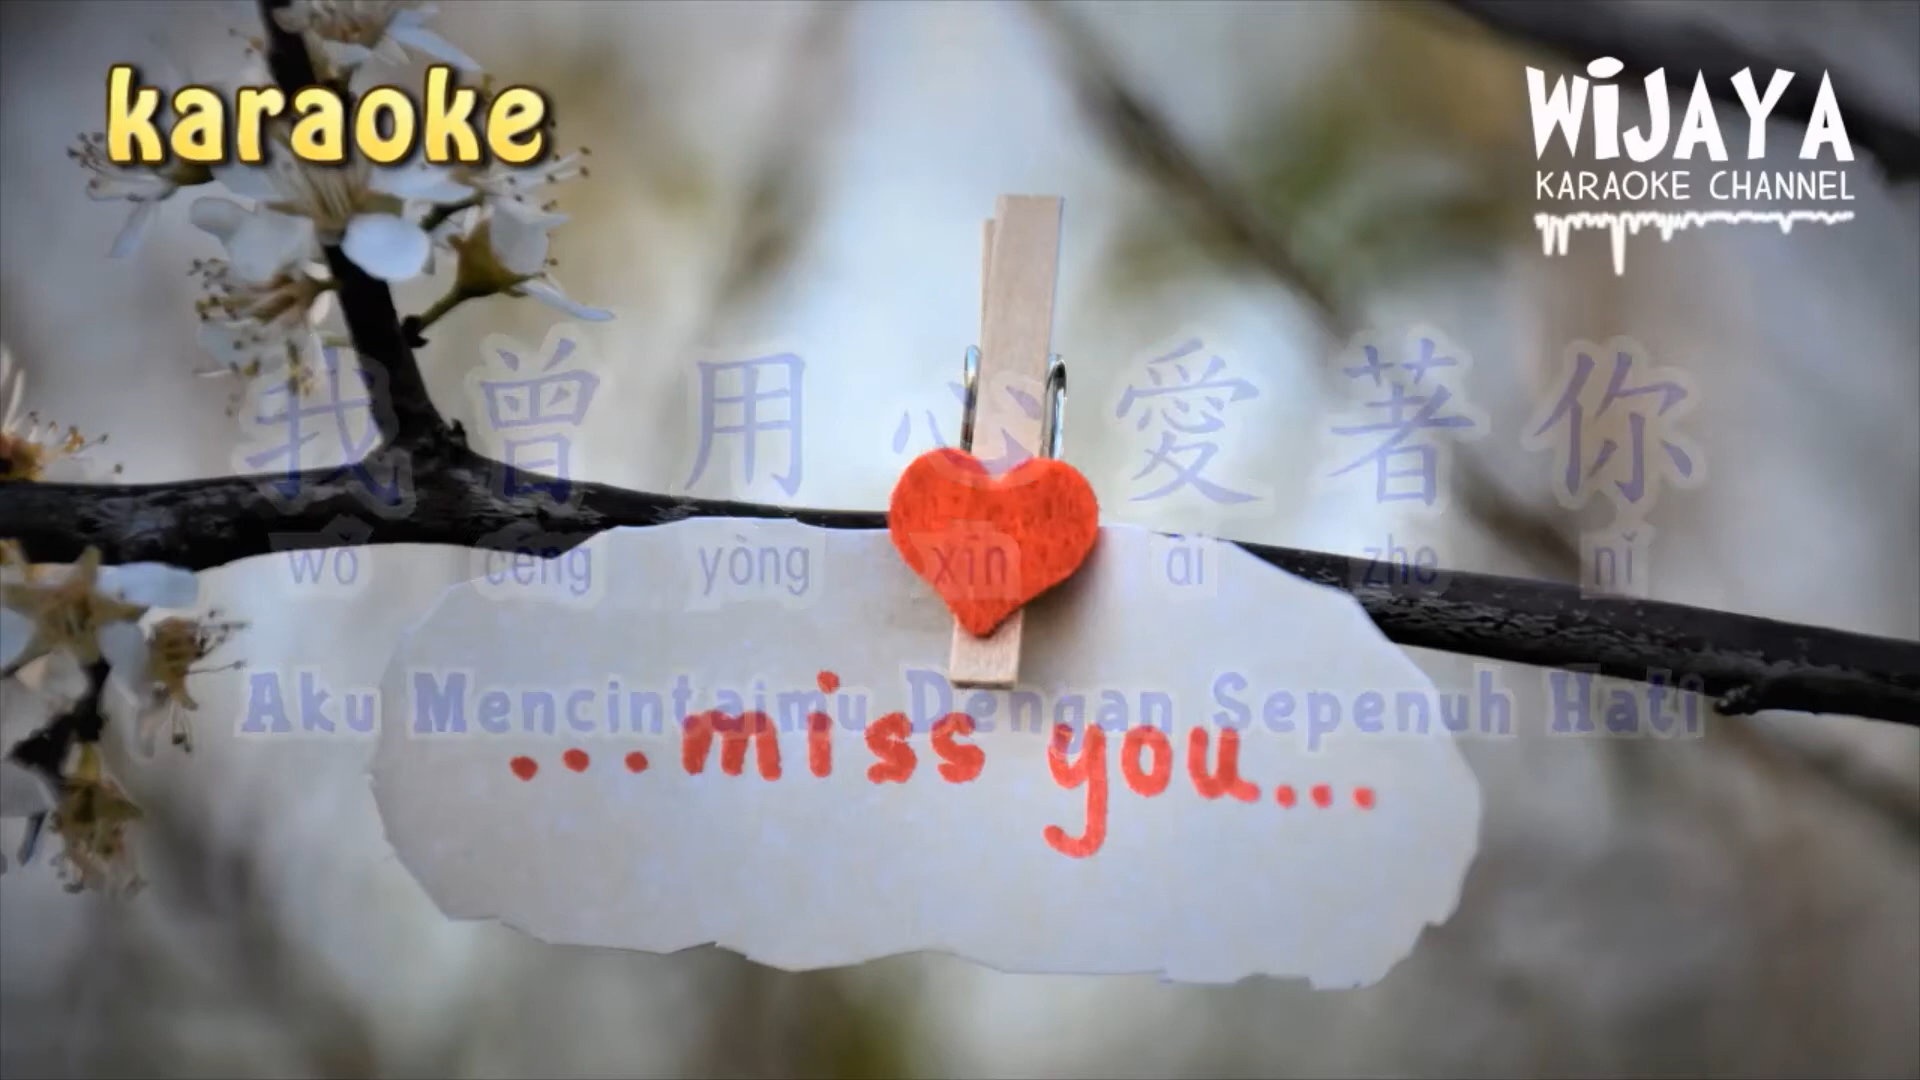 karaoke
WiJAYA
KARAOKE CHANNEL
我曾用心愛著你
wǒ céng yòng xīn ài zhe nǐ
Aku Mencintaimu Dengan Sepenuh Hati
...miss you...